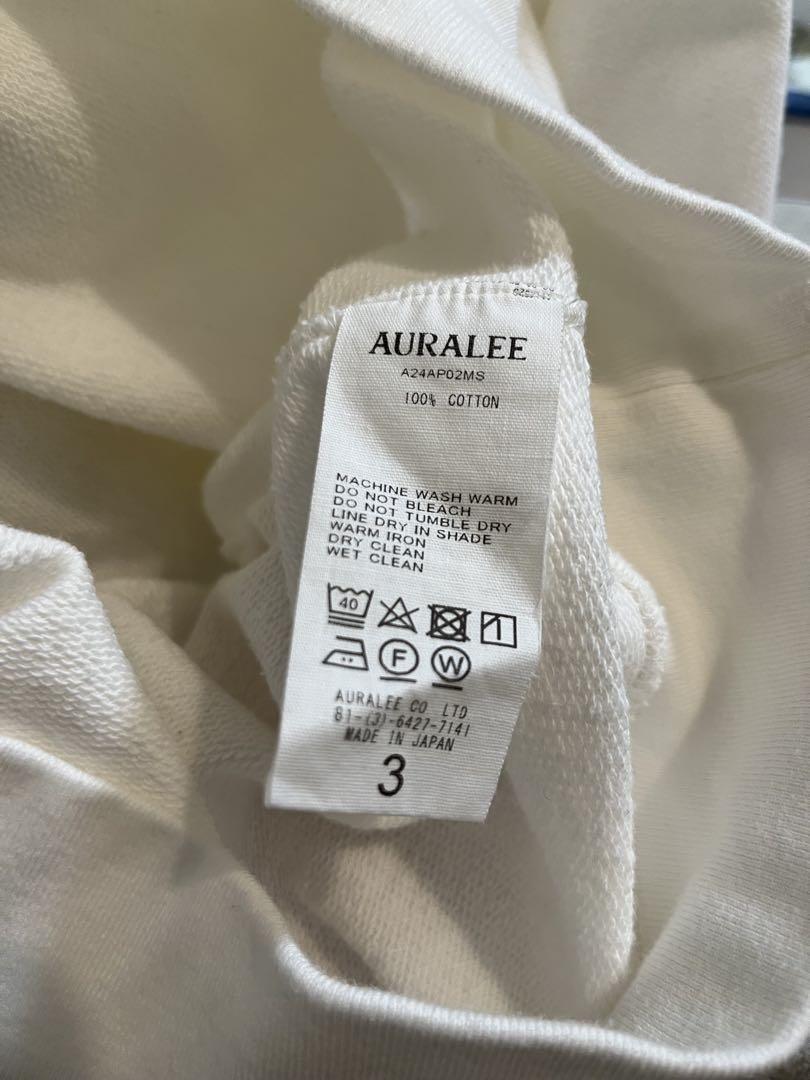 AURALEE
A24AP02MS
100% COTTON
MACHINE WASH WARM
DO NOT BLEACH
DO NOT TUMBLE DRY
LINE DRY IN SHADE
WARM IRON
DRY CLEAN
WET CLEAN
40
F W
AURALEE CO LTD
81-(3)-6427-7141
MADE IN JAPAN
3